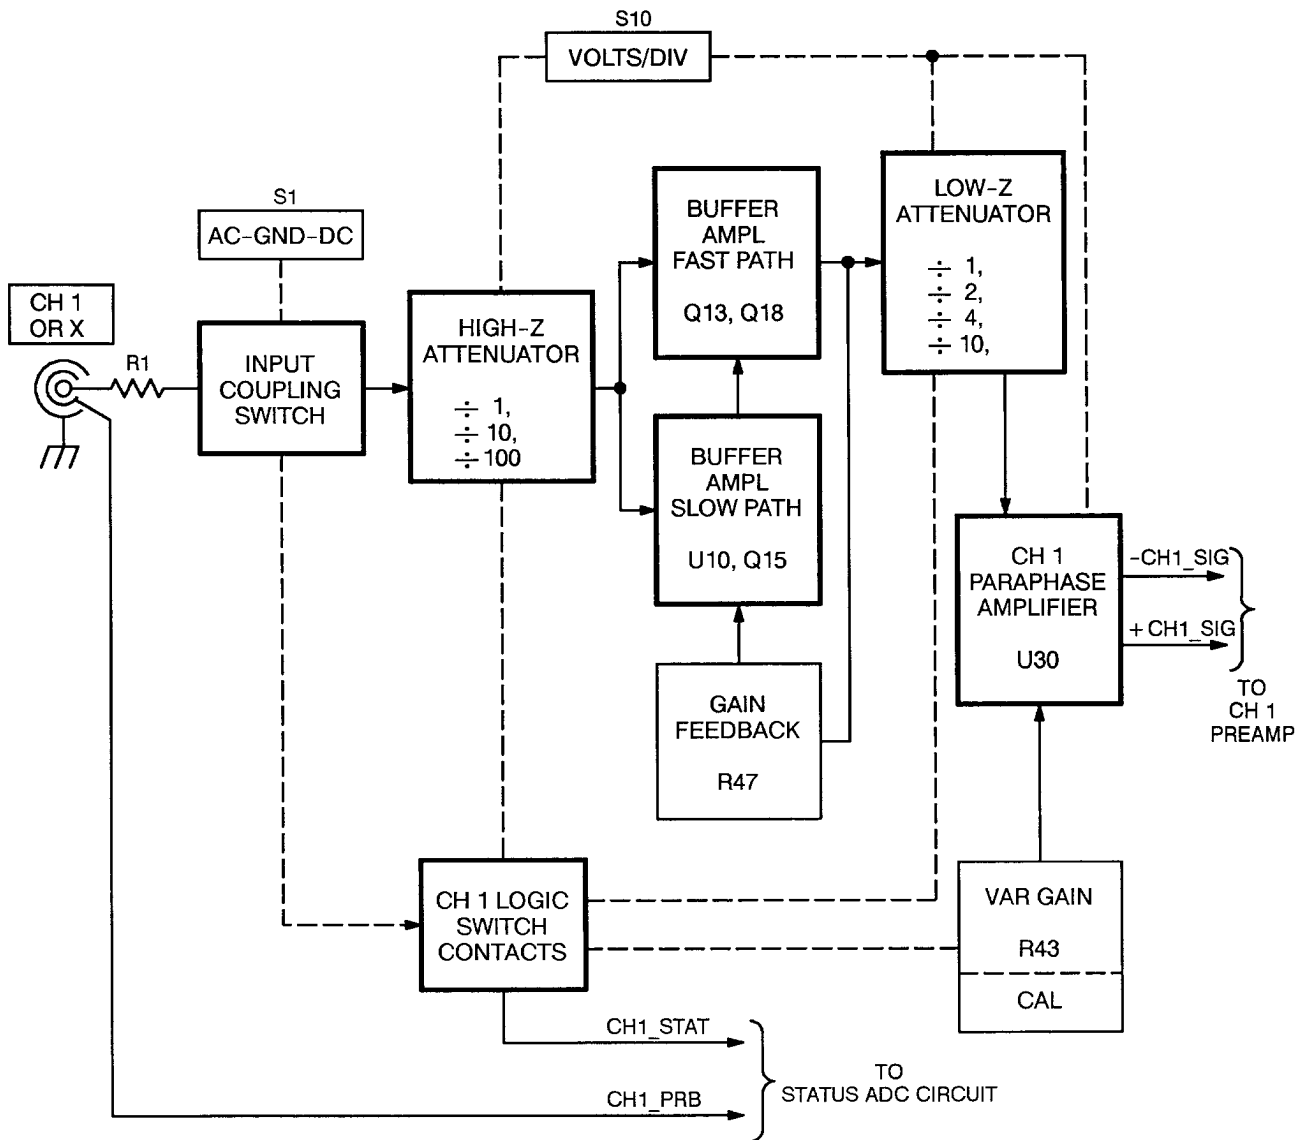 S10
VOLTS/DIV
S1
AC-GND-DC
CH 1
OR X
R1
INPUT
COUPLING
SWITCH
HIGH-Z
ATTENUATOR
÷ 1,
÷ 10,
÷ 100
BUFFER
AMPL
FAST PATH
Q13, Q18
BUFFER
AMPL
SLOW PATH
U10, Q15
GAIN
FEEDBACK
R47
LOW-Z
ATTENUATOR
÷ 1,
÷ 2,
÷ 4,
÷ 10,
CH 1
PARAPHASE
AMPLIFIER
U30
-CH1_SIG
+CH1_SIG
TO
CH 1
PREAMP
VAR GAIN
R43
CAL
CH 1 LOGIC
SWITCH
CONTACTS
CH1_STAT
CH1_PRB
TO
STATUS ADC CIRCUIT